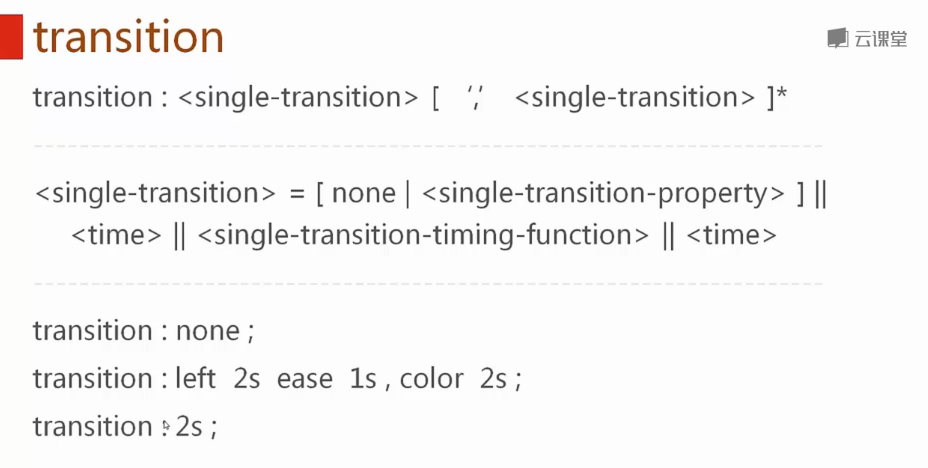 transition
云课堂
transition : <single-transition> [ ‘,’ <single-transition> ]*
<single-transition> = [ none | <single-transition-property> ] ||
<time> || <single-transition-timing-function> || <time>
transition : none ;
transition : left 2s ease 1s , color 2s ;
transition : 2s ;